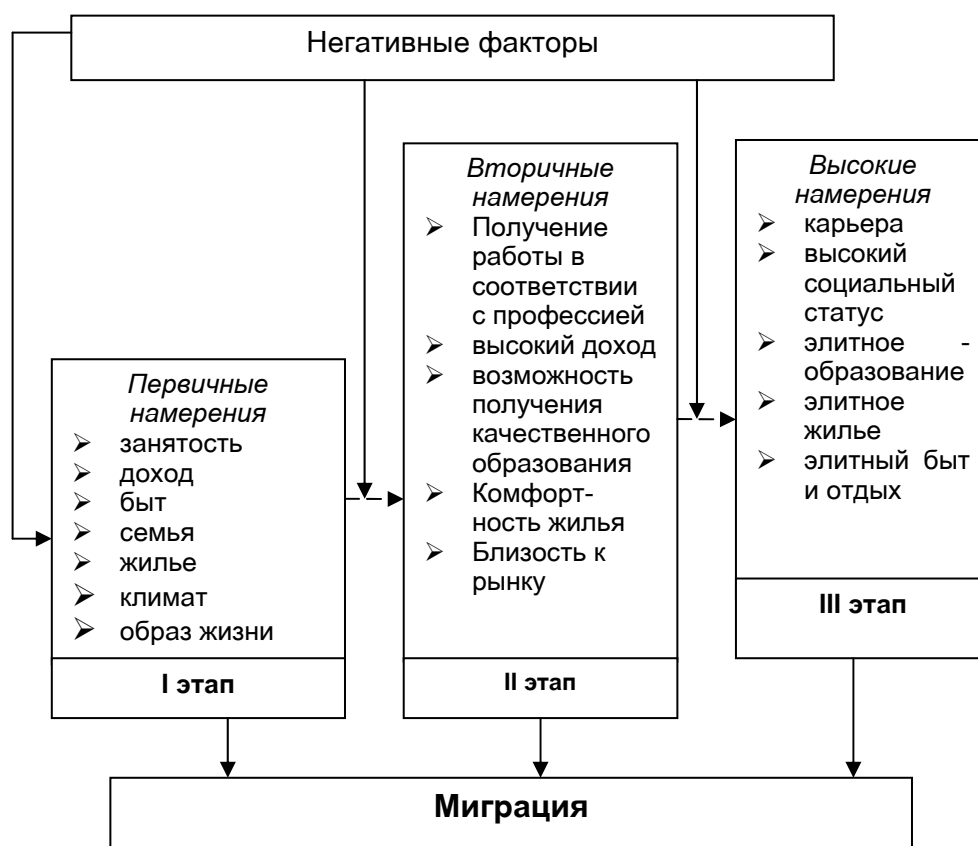 Негативные факторы
Первичные
намерения
➢ занятость
➢ доход
➢ быт
➢ семья
➢ жилье
➢ климат
➢ образ жизни
I этап
Вторичные
намерения
➢ Получение
работы в
соответствии
с профессией
➢ высокий доход
➢ возможность
получения
качественного
образования
➢ Комфорт-
ность жилья
➢ Близость к
рынку
II этап
Высокие
намерения
➢ карьера
➢ высокий
социальный
статус
➢ элитное -
образование
➢ элитное
жилье
➢ элитный быт
и отдых
III этап
Миграция